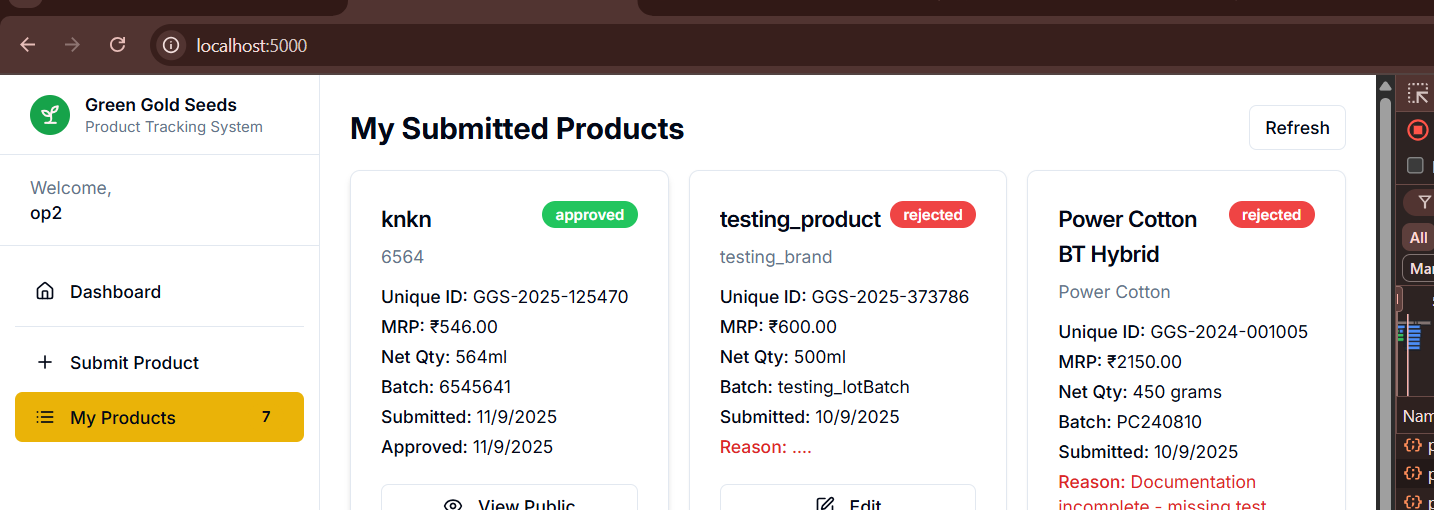 localhost:5000
Green Gold Seeds
Product Tracking System
Welcome,
op2
Dashboard
Submit Product
My Products 7
My Submitted Products
Refresh
knkn approved
6564
Unique ID: GGS-2025-125470
MRP: ₹546.00
Net Qty: 564ml
Batch: 6545641
Submitted: 11/9/2025
Approved: 11/9/2025
View Public
testing_product rejected
testing_brand
Unique ID: GGS-2025-373786
MRP: ₹600.00
Net Qty: 500ml
Batch: testing_lotBatch
Submitted: 10/9/2025
Reason: ....
Edit
Power Cotton rejected
BT Hybrid
Power Cotton
Unique ID: GGS-2024-001005
MRP: ₹2150.00
Net Qty: 450 grams
Batch: PC240810
Submitted: 10/9/2025
Reason: Documentation
incomplete - missing test
All